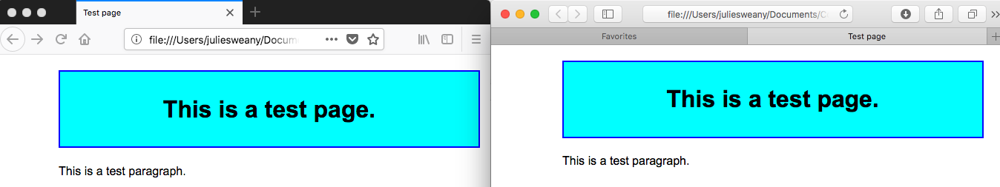 Test page
file:///Users/juliesweany/Docum
This is a test page.
This is a test paragraph.
file:///Users/juliesweany/Documents/C
Favorites
Test page
This is a test page.
This is a test paragraph.